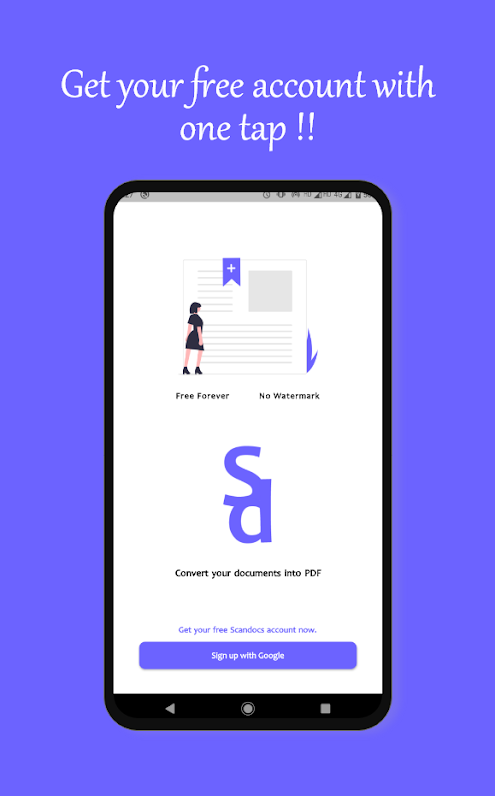 Get your free account with
one tap !!
Free Forever No Watermark
Sd
Convert your documents into PDF
Get your free Scandocs account now.
Sign up with Google